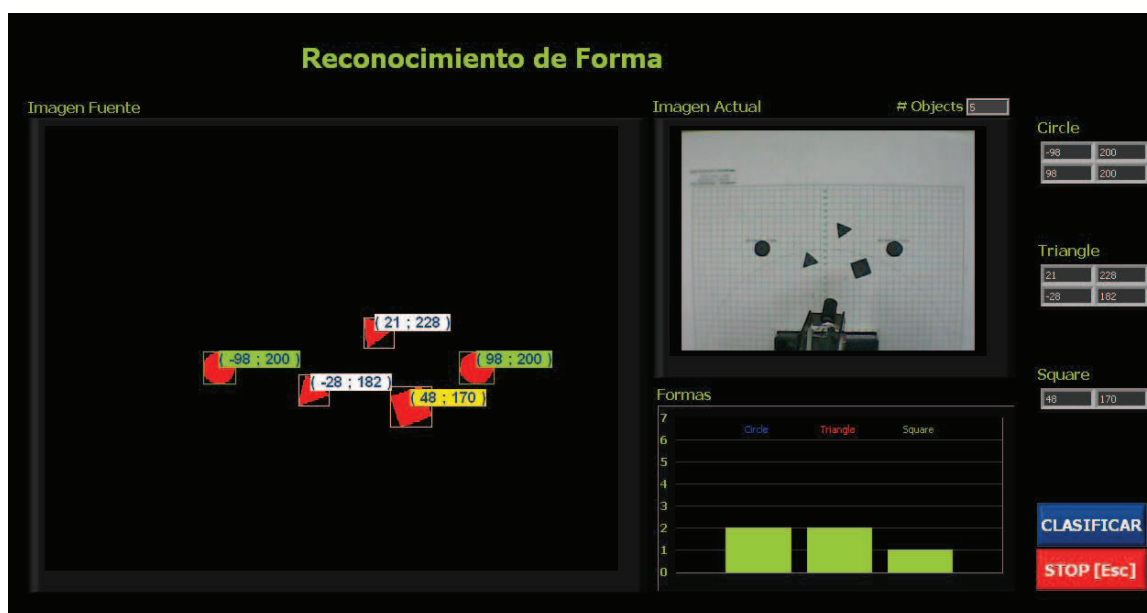 Reconocimiento de Forma
Imagen Fuente
( 21 ; 228 )
( -98 ; 200 )
( 98 ; 200 )
( -28 ; 182 )
( 48 ; 170 )
Imagen Actual
# Objects 5
Formas
7
Circle Triangle Square
6
5
4
3
2
1
0
Circle
-98 200
98 200
Triangle
21 228
-28 182
Square
48 170
CLASIFICAR
STOP [Esc]